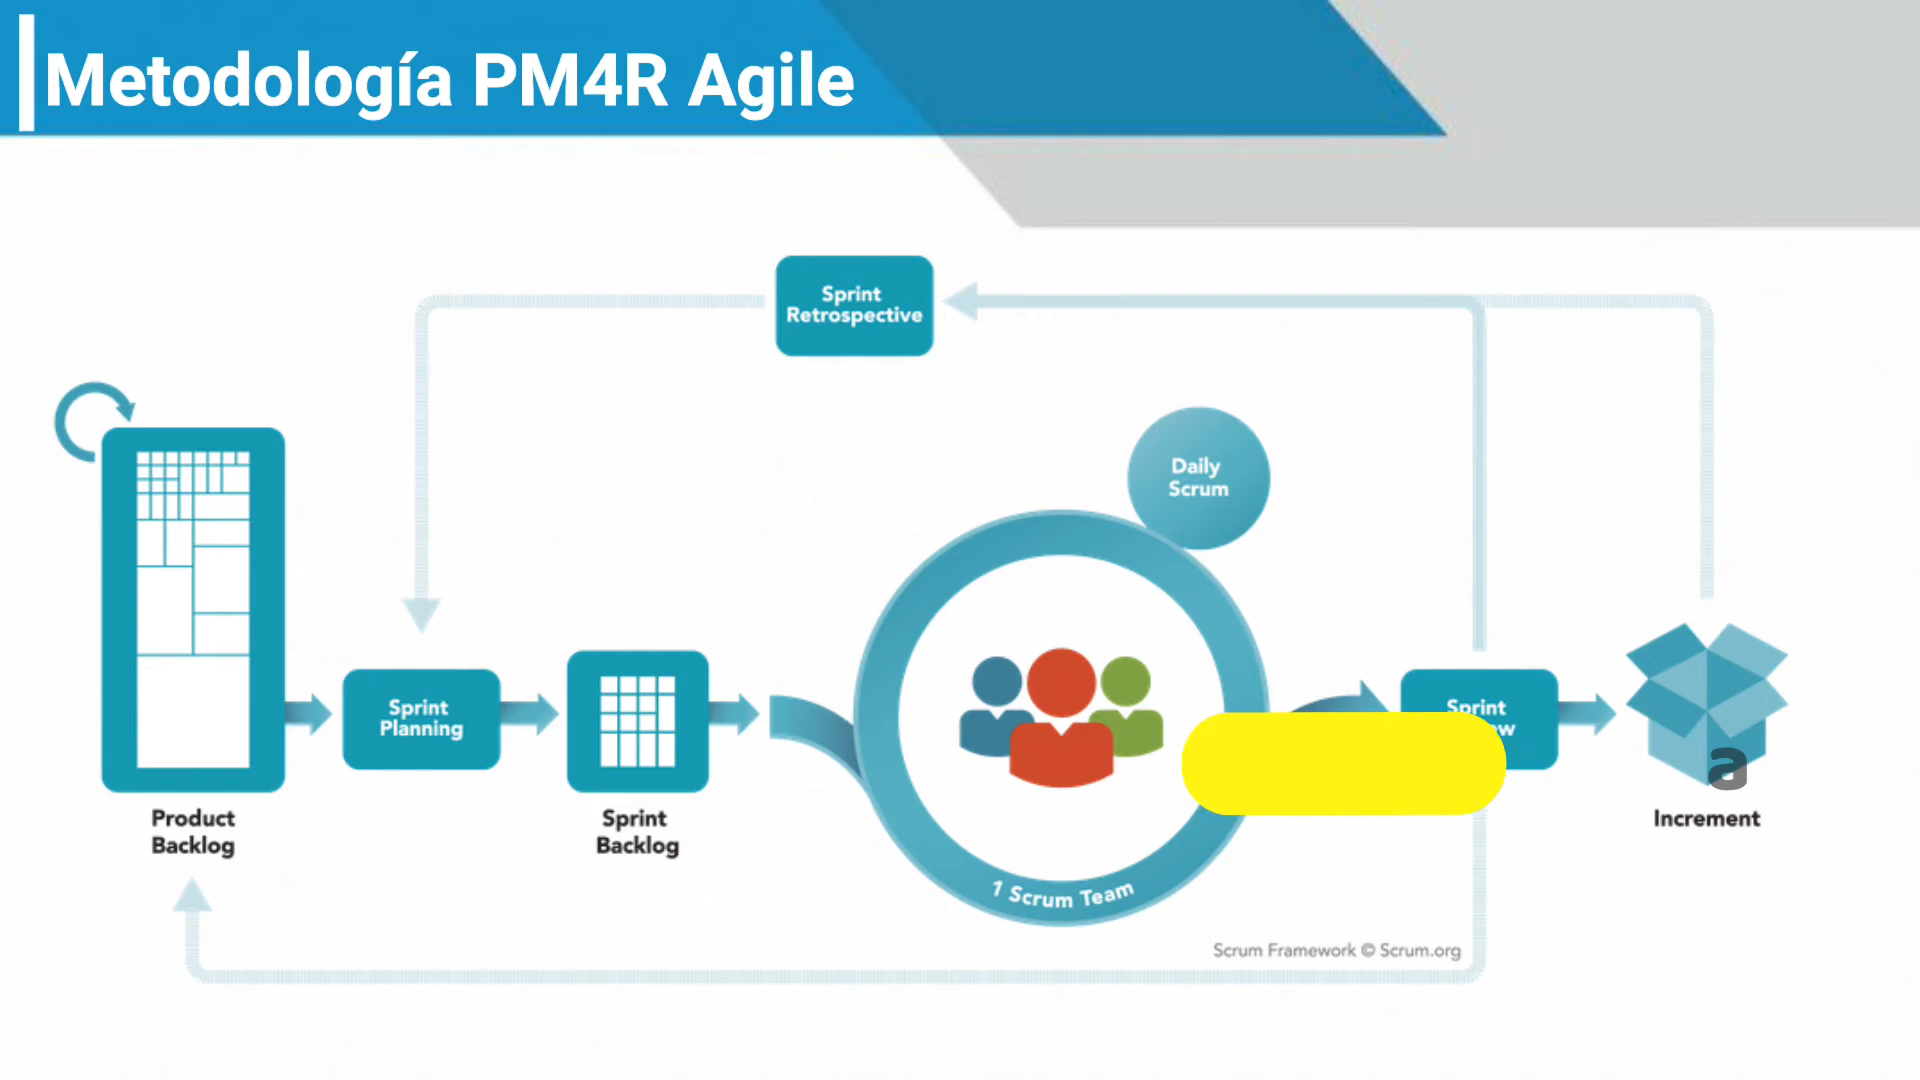 Metodología PM4R Agile
Sprint
Retrospective
Daily
Scrum
Sprint
Planning
Sprint
a
Product
Backlog
Sprint
Backlog
Increment
1 Scrum Team
Scrum Framework © Scrum.org